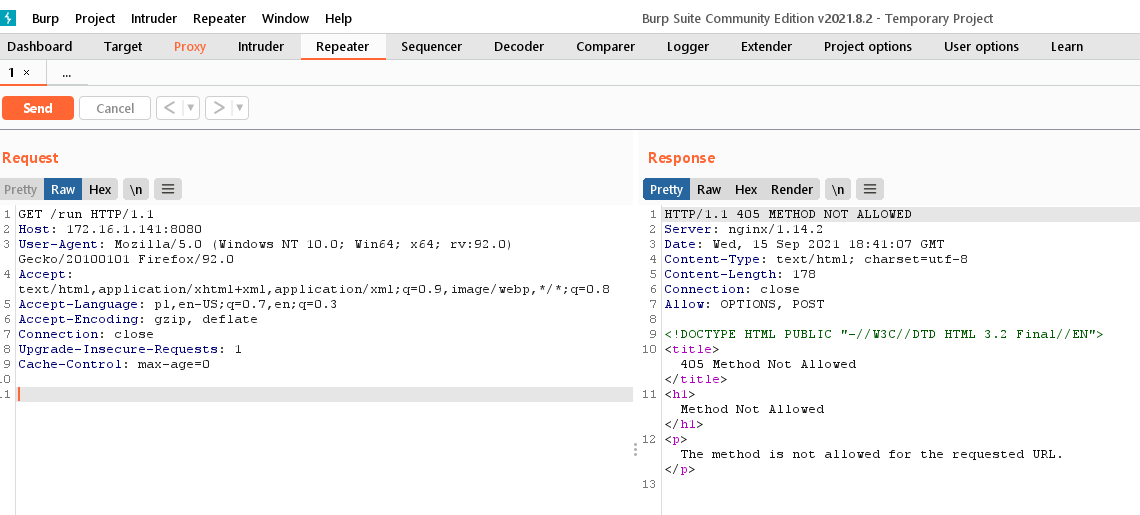 Burp Project Intruder Repeater Window Help Burp Suite Community Edition v2021.8.2 - Temporary Project
Dashboard Target Proxy Intruder Repeater Sequencer Decoder Comparer Logger Extender Project options User options Learn
1 × ...
Send Cancel < >
Request
Pretty Raw Hex \n
1 GET /run HTTP/1.1
2 Host: 172.16.1.141:8080
3 User-Agent: Mozilla/5.0 (Windows NT 10.0; Win64; x64; rv:92.0)
Gecko/20100101 Firefox/92.0
4 Accept:
text/html,application/xhtml+xml,application/xml;q=0.9,image/webp,*/*;q=0.8
5 Accept-Language: pl,en-US;q=0.7,en;q=0.3
6 Accept-Encoding: gzip, deflate
7 Connection: close
8 Upgrade-Insecure-Requests: 1
9 Cache-Control: max-age=0
10
11
Response
Pretty Raw Hex Render \n
1 HTTP/1.1 405 METHOD NOT ALLOWED
2 Server: nginx/1.14.2
3 Date: Wed, 15 Sep 2021 18:41:07 GMT
4 Content-Type: text/html; charset=utf-8
5 Content-Length: 178
6 Connection: close
7 Allow: OPTIONS, POST
8
9 <!DOCTYPE HTML PUBLIC "-//W3C//DTD HTML 3.2 Final//EN">
10 <title>
405 Method Not Allowed
</title>
11 <h1>
Method Not Allowed
</h1>
12 <p>
The method is not allowed for the requested URL.
</p>
13